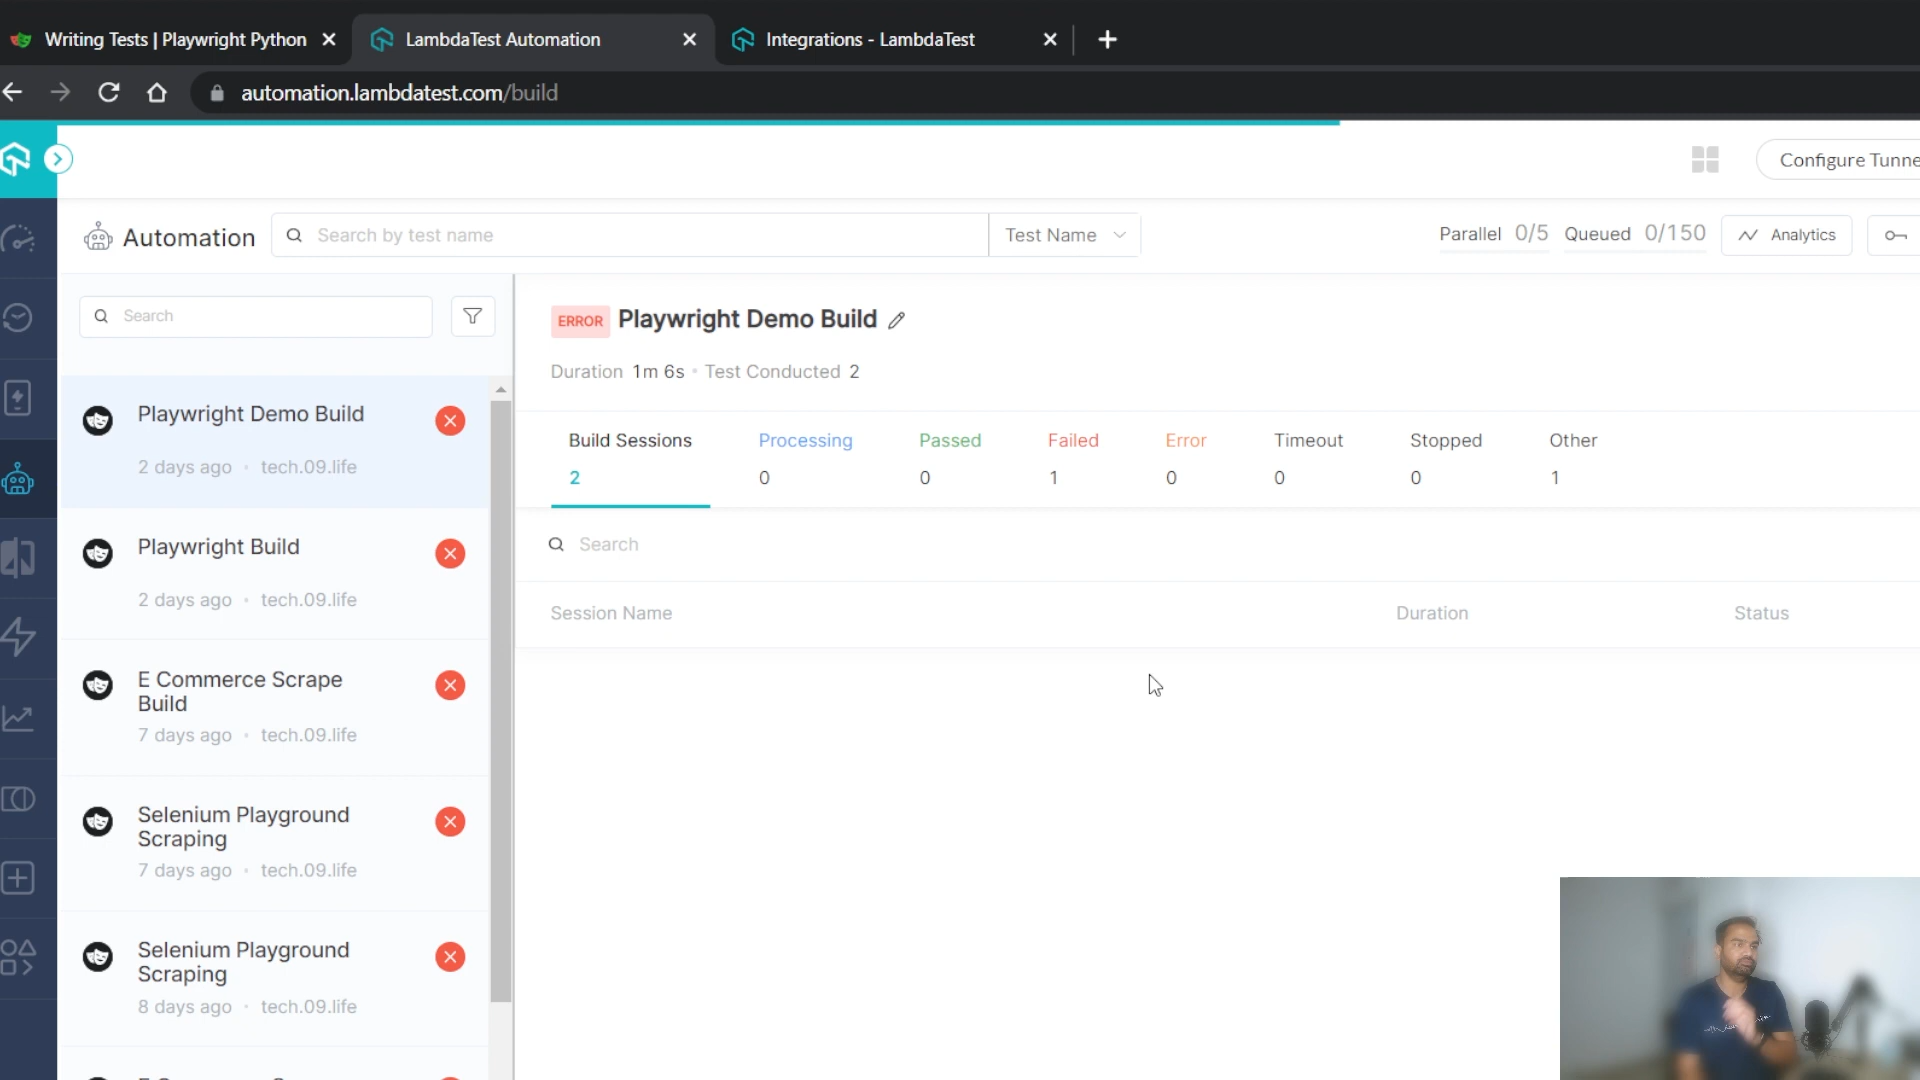 Writing Tests | Playwright Python
LambdaTest Automation
Integrations - LambdaTest
automation.lambdatest.com/build
Configure Tunne
Automation
Search by test name
Test Name
Parallel 0/5 Queued 0/150
Analytics
Search
ERROR Playwright Demo Build
Duration 1m 6s • Test Conducted 2
Playwright Demo Build
2 days ago • tech.09.life
Build Sessions
2
Processing
0
Passed
0
Failed
1
Error
0
Timeout
0
Stopped
0
Other
1
Playwright Build
2 days ago • tech.09.life
Search
Session Name Duration Status
E Commerce Scrape
Build
7 days ago • tech.09.life
Selenium Playground
Scraping
7 days ago • tech.09.life
Selenium Playground
Scraping
8 days ago • tech.09.life